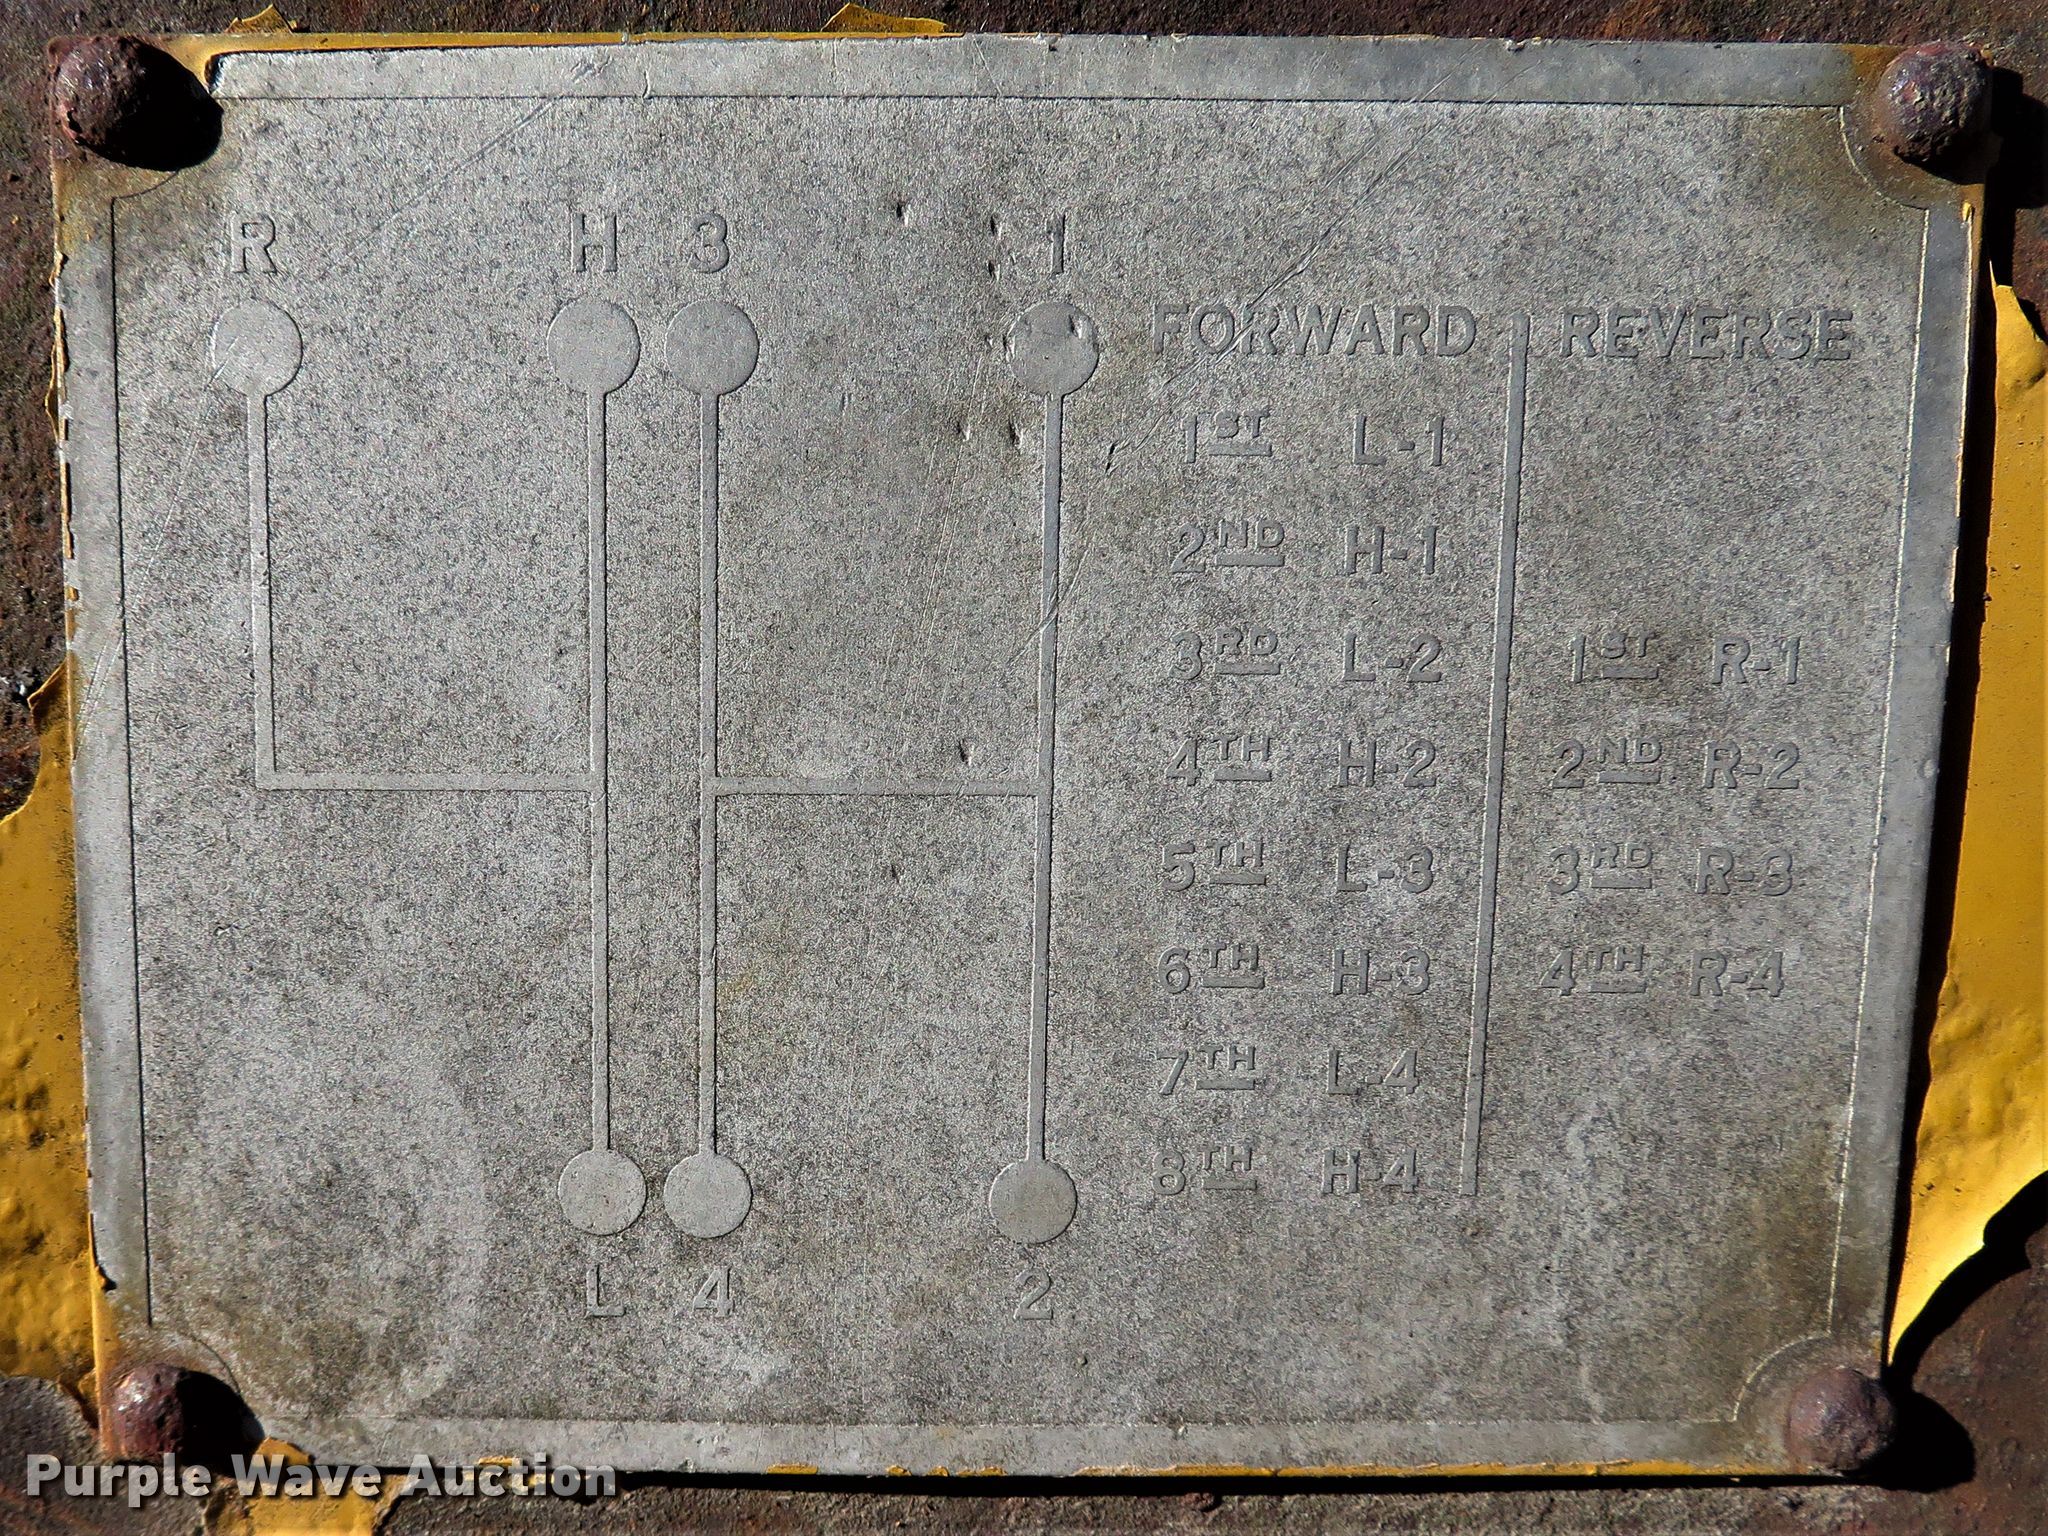 R H 3 1
FORWARD REVERSE
1ST L-1
2ND H-1
3RD L-2 1ST R-1
4TH H-2 2ND R-2
5TH L-3 3RD R-3
6TH H-3 4TH R-4
7TH L-4
8TH H-4
L 4 2
Purple Wave Auction